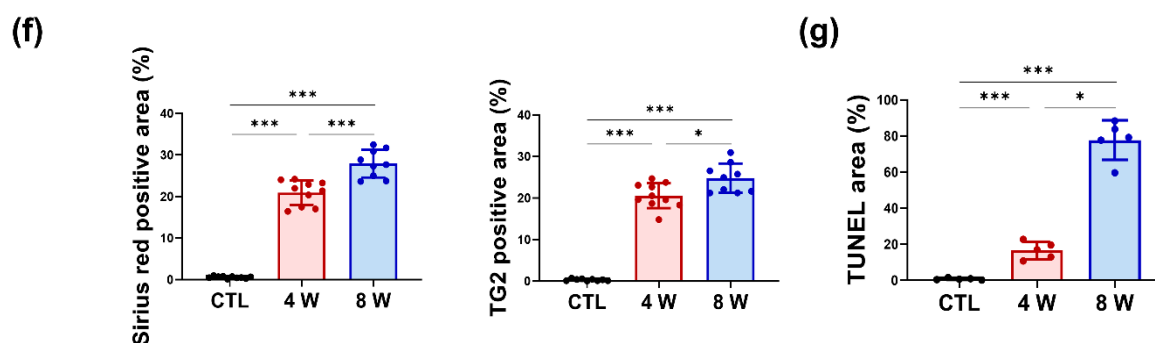 (f)
Sirius red positive area (%)
40
30
20
10
0
***
***
***
CTL
4 W
8 W
TG2 positive area (%)
40
30
20
10
0
***
***
*
CTL
4 W
8 W
(g)
TUNEL area (%)
100
80
60
40
20
0
***
***
*
CTL
4 W
8 W